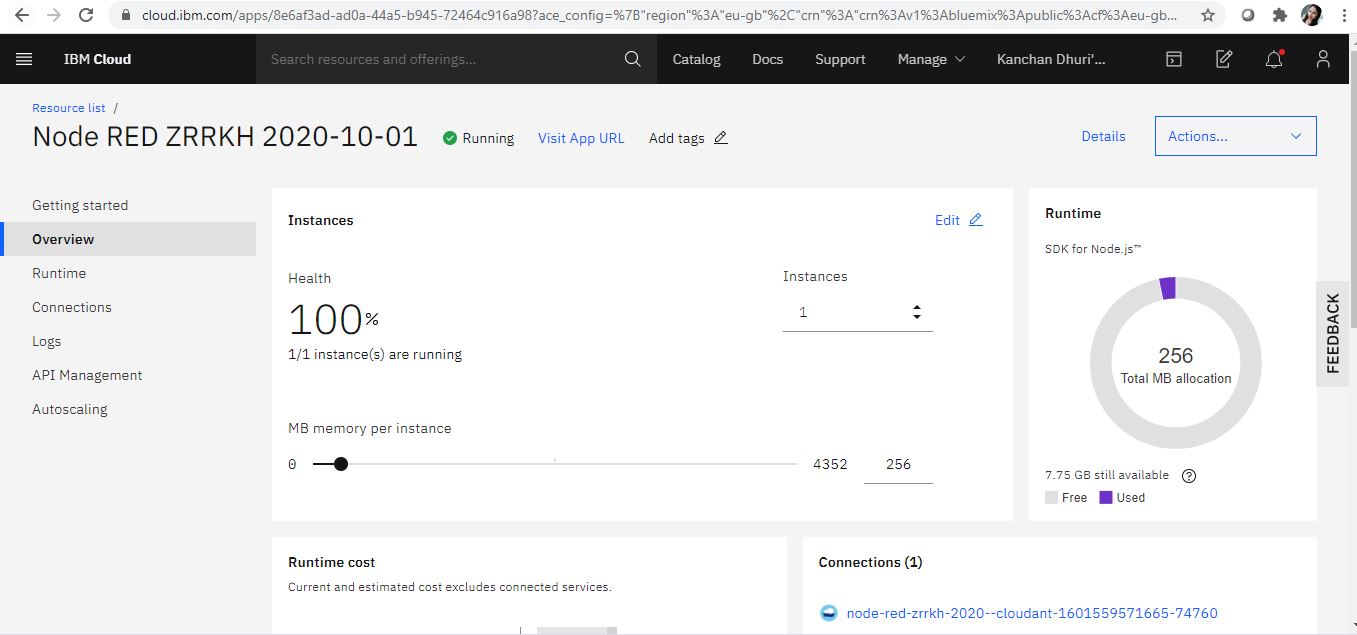 cloud.ibm.com/apps/8e6af3ad-ad0a-44a5-b945-72464c916a98?ace_config=%7B"region"%3A"eu-gb"%2C"crn"%3A"crn%3Av1%3Abluemix%3Apublic%3Acf%3Aeu-gb...
IBM Cloud
Search resources and offerings...
Catalog
Docs
Support
Manage
Kanchan Dhuri'...
Resource list /
Node RED ZRRKH 2020-10-01
Running
Visit App URL
Add tags
Details
Actions...
Getting started
Overview
Runtime
Connections
Logs
API Management
Autoscaling
Instances
Edit
Health
100%
1/1 instance(s) are running
Instances
1
MB memory per instance
0
4352
256
Runtime
SDK for Node.js™
256
Total MB allocation
7.75 GB still available
Free
Used
FEEDBACK
Runtime cost
Current and estimated cost excludes connected services.
Connections (1)
node-red-zrrkh-2020--cloudant-1601559571665-74760